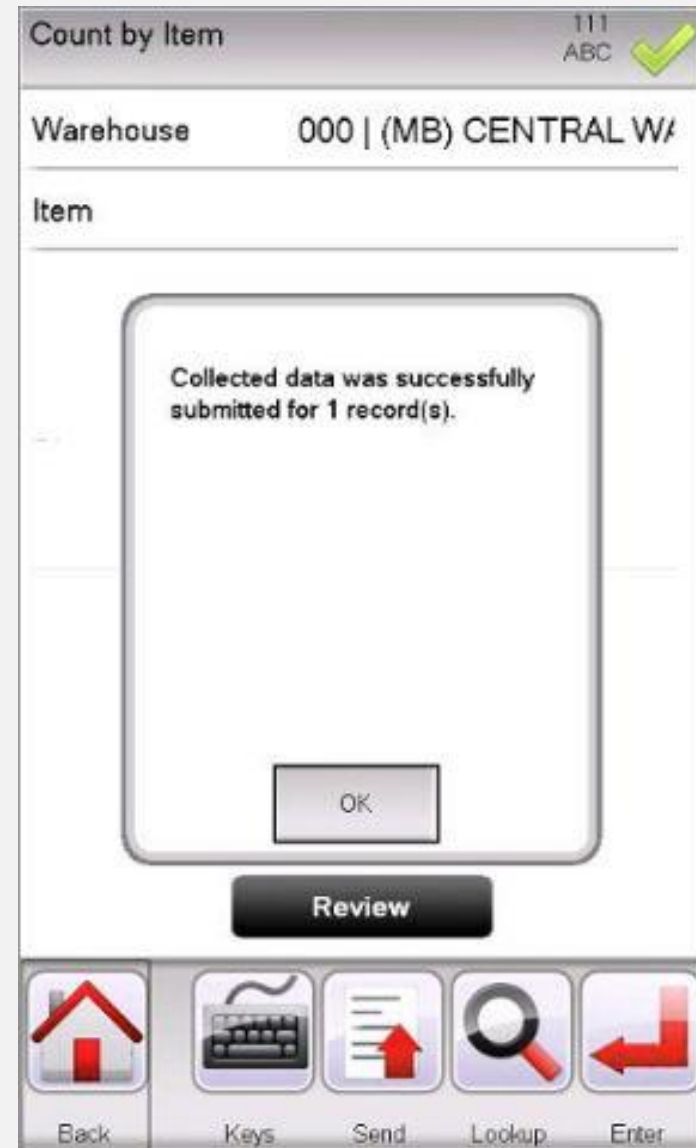 Count by Item
111
ABC
Warehouse 000 | (MB) CENTRAL WA
Item
Collected data was successfully
submitted for 1 record(s).
OK
Review
Back Keys Send Lookup Enter